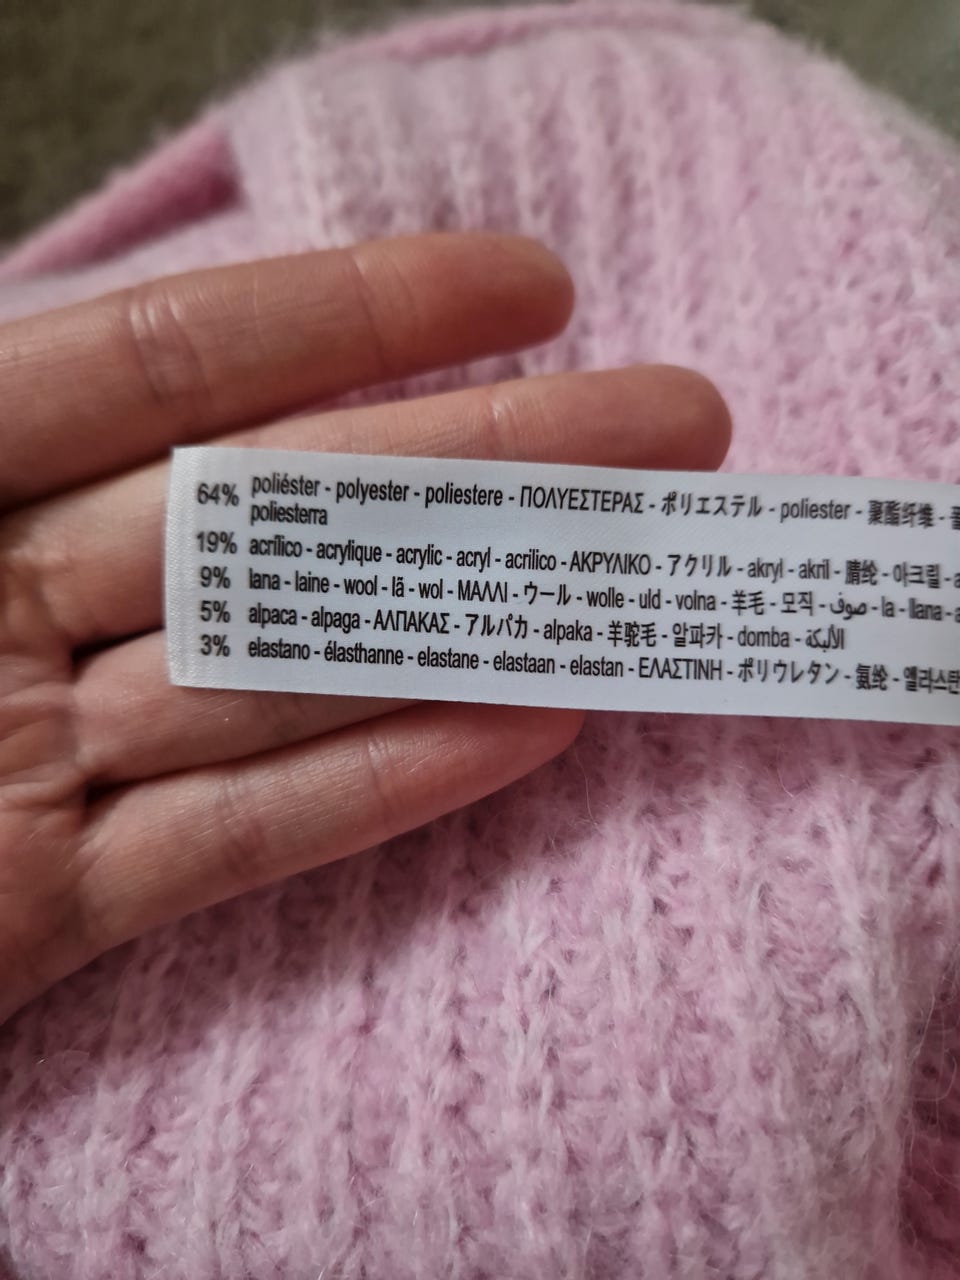 64% poliéster - polyester - poliestere - ΠΟΛΥΕΣΤΕΡΑΣ - ポリエステル - poliester - 聚酯纤维 -
poliesterra
19% acrílico - acrylique - acrylic - acryl - acrilico - ΑΚΡΥΛΙΚΟ - アクリル - akryl - akril - 腈纶 - 아크릴 -
9% lana - laine - wool - lã - wol - ΜΑΛΛΙ - ウール - wolle - uld - volna - 羊毛 - 모직 - صوف - la - llana -
5% alpaca - alpaga - ΑΛΠΑΚΑΣ - アルパカ - alpaka - 羊驼毛 - 알파카 - domba - الألبكة
3% elastano - élasthanne - elastane - elastaan - elastan - ΕΛΑΣΤΙΝΗ - ポリウレタン - 氨纶 - 엘라스탄